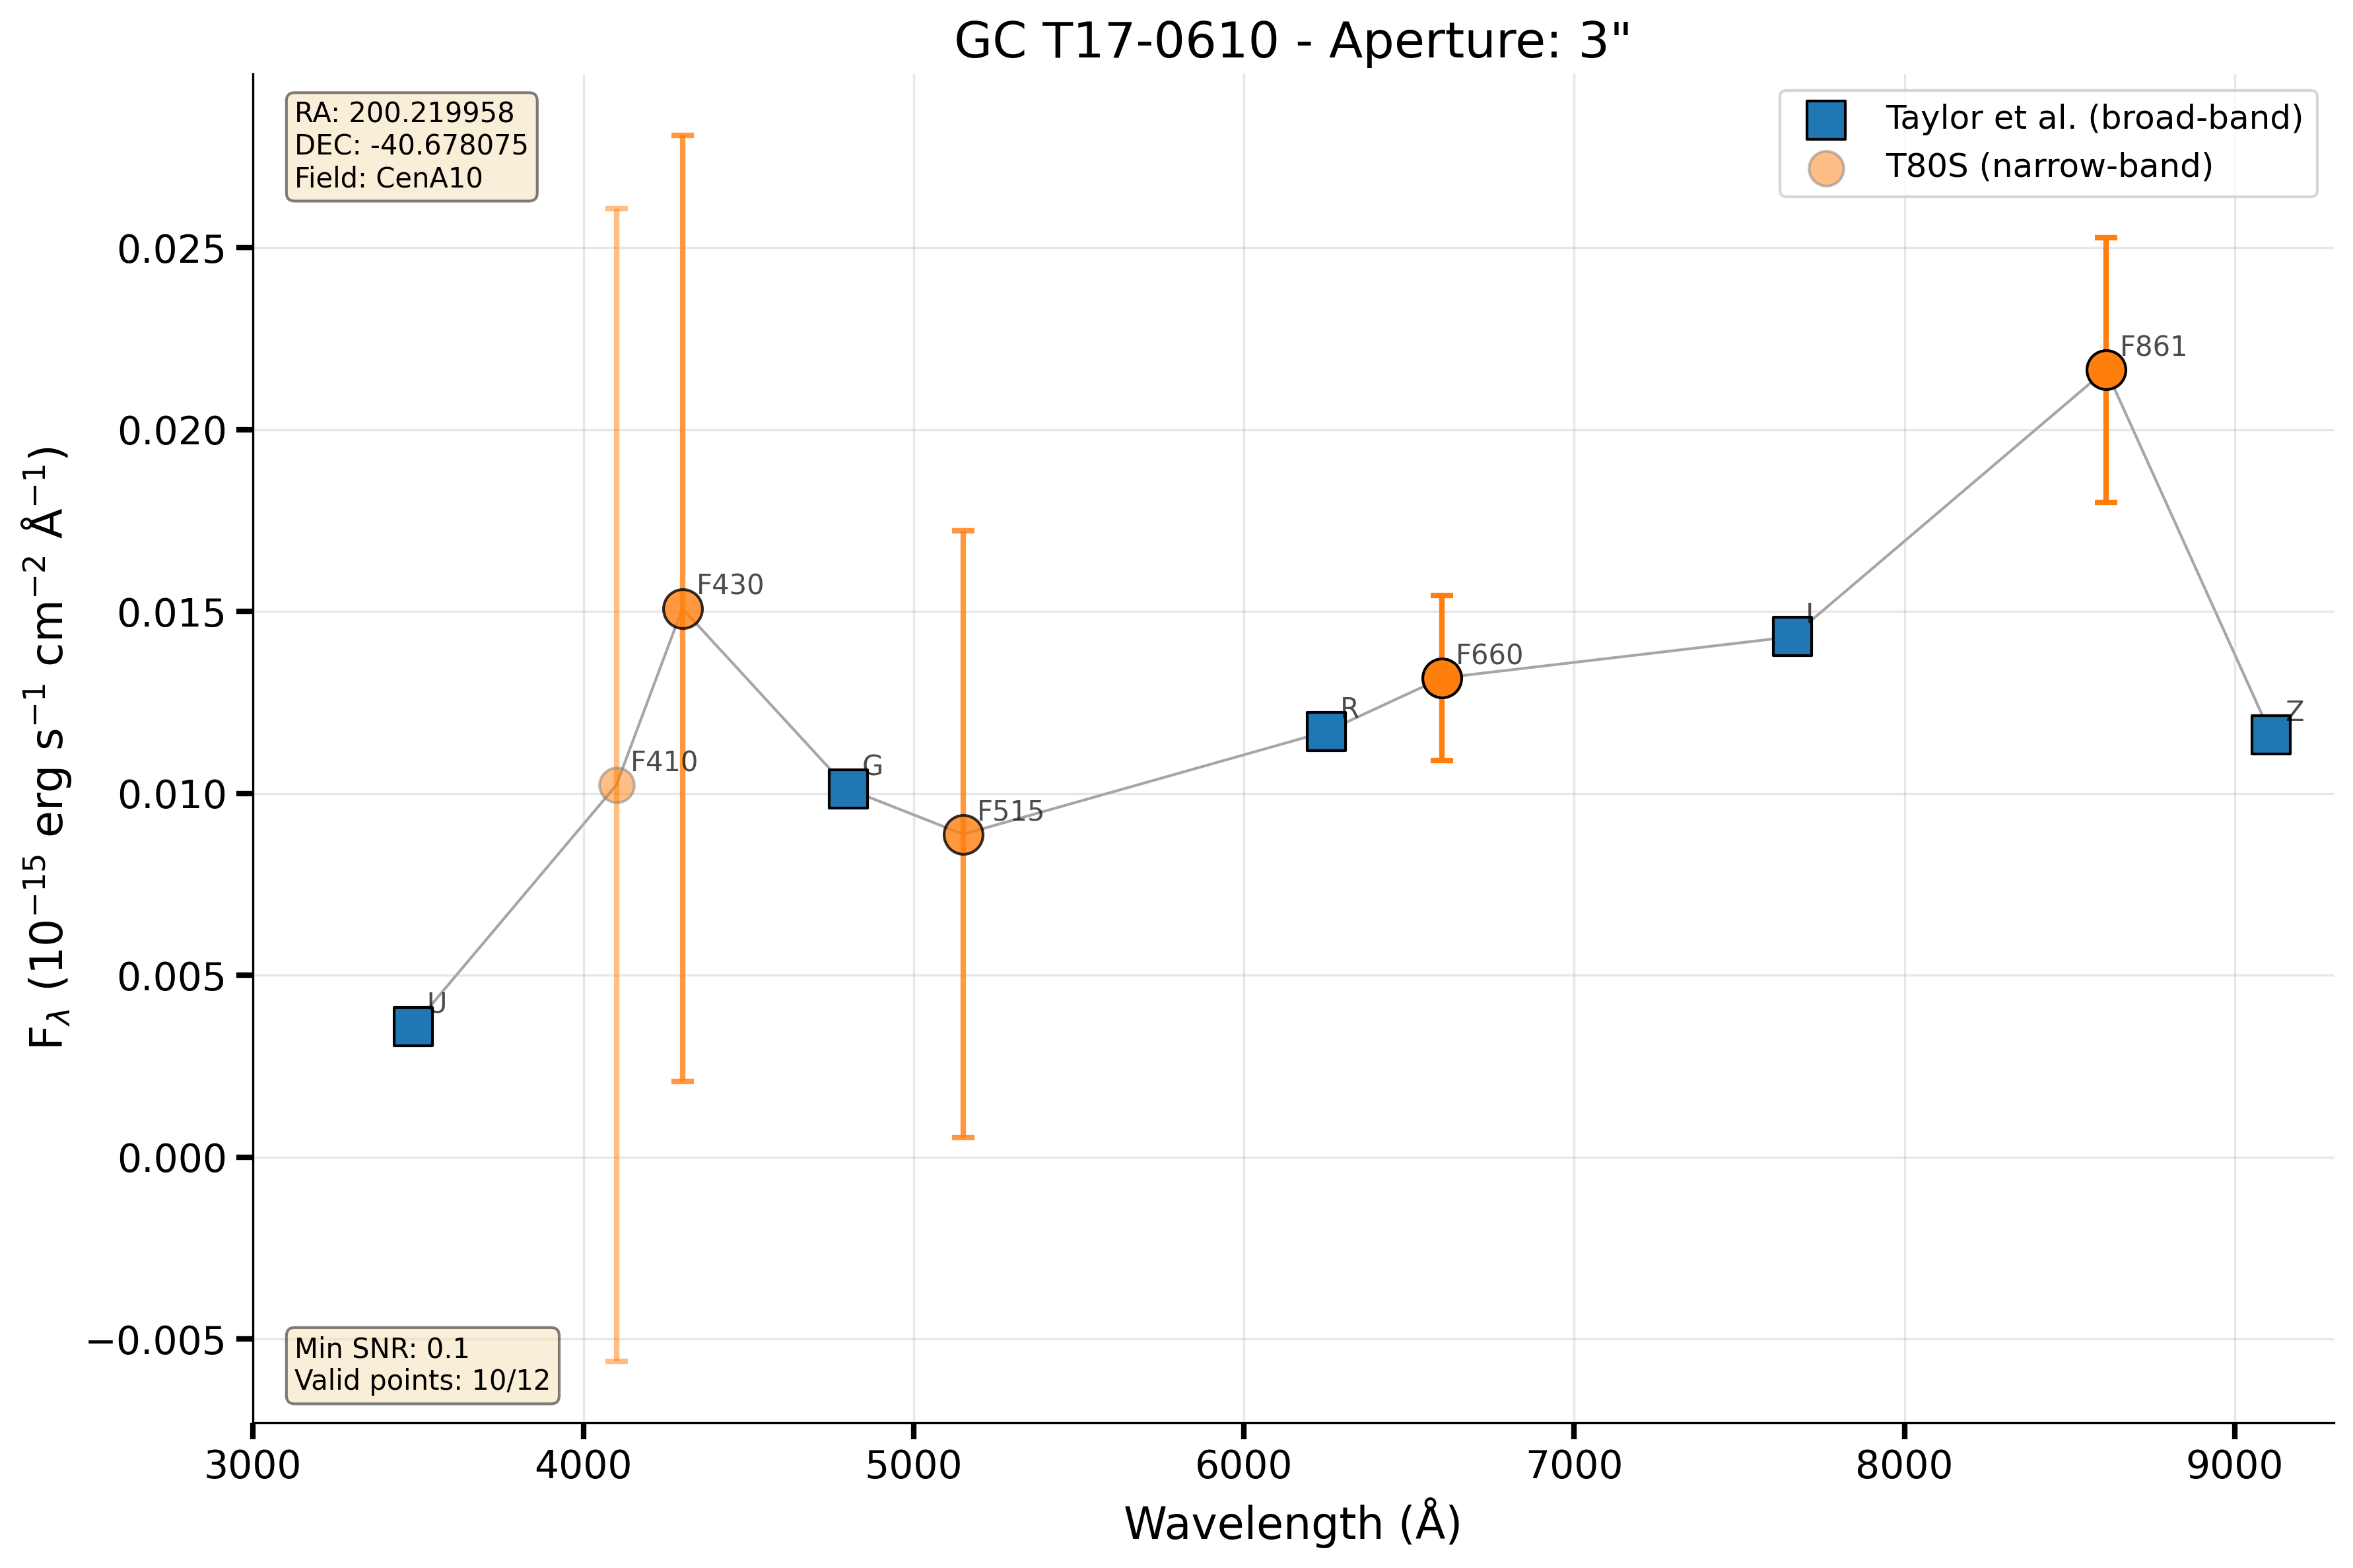 GC T17-0610 - Aperture: 3"
RA: 200.219958
DEC: -40.678075
Field: CenA10
Taylor et al. (broad-band)
T80S (narrow-band)
F_λ (10⁻¹⁵ erg s⁻¹ cm⁻² Å⁻¹)
0.025
0.020
0.015
0.010
0.005
0.000
−0.005
U
F410
F430
G
F515
R
F660
I
F861
Z
Min SNR: 0.1
Valid points: 10/12
3000 4000 5000 6000 7000 8000 9000
Wavelength (Å)